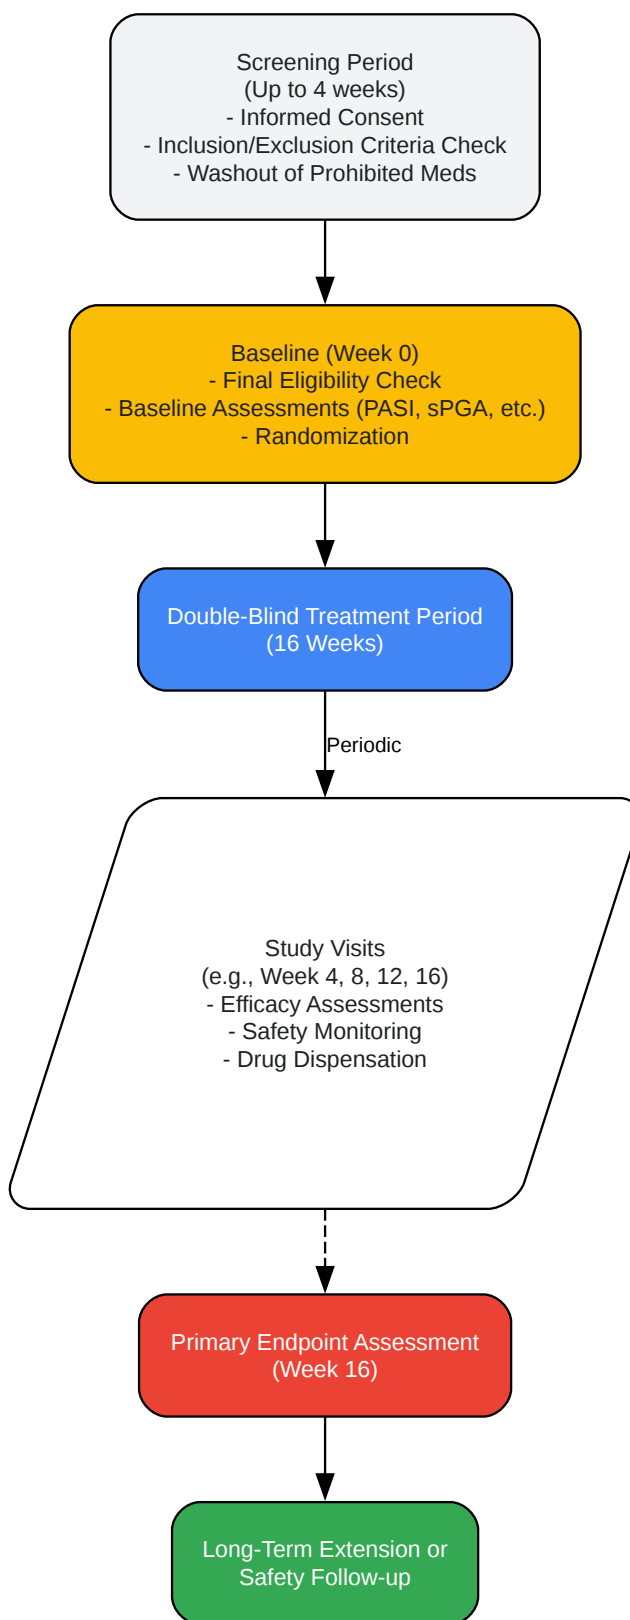 Screening Period
(Up to 4 weeks)
- Informed Consent
- Inclusion/Exclusion Criteria Check
- Washout of Prohibited Meds
Baseline (Week 0)
- Final Eligibility Check
- Baseline Assessments (PASI, sPGA, etc.)
- Randomization
Double-Blind Treatment Period
(16 Weeks)
Periodic
Study Visits
(e.g., Week 4, 8, 12, 16)
- Efficacy Assessments
- Safety Monitoring
- Drug Dispensation
Primary Endpoint Assessment
(Week 16)
Long-Term Extension or
Safety Follow-up